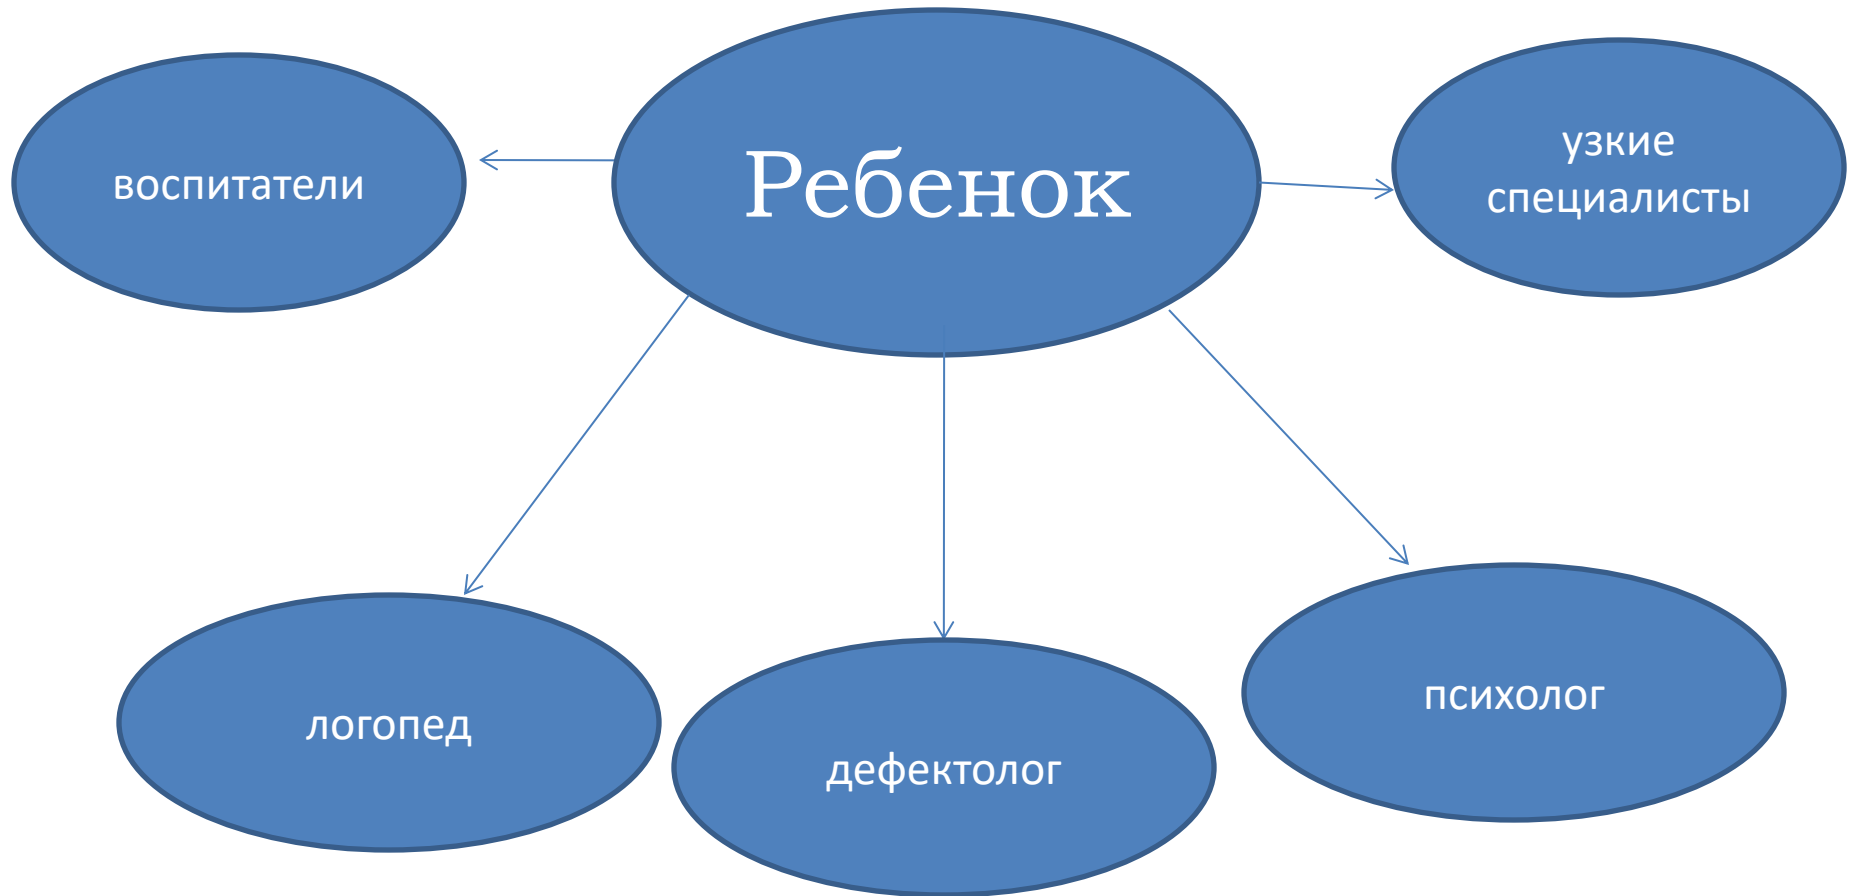 воспитатели
Ребенок
узкие
специалисты
логопед
дефектолог
психолог